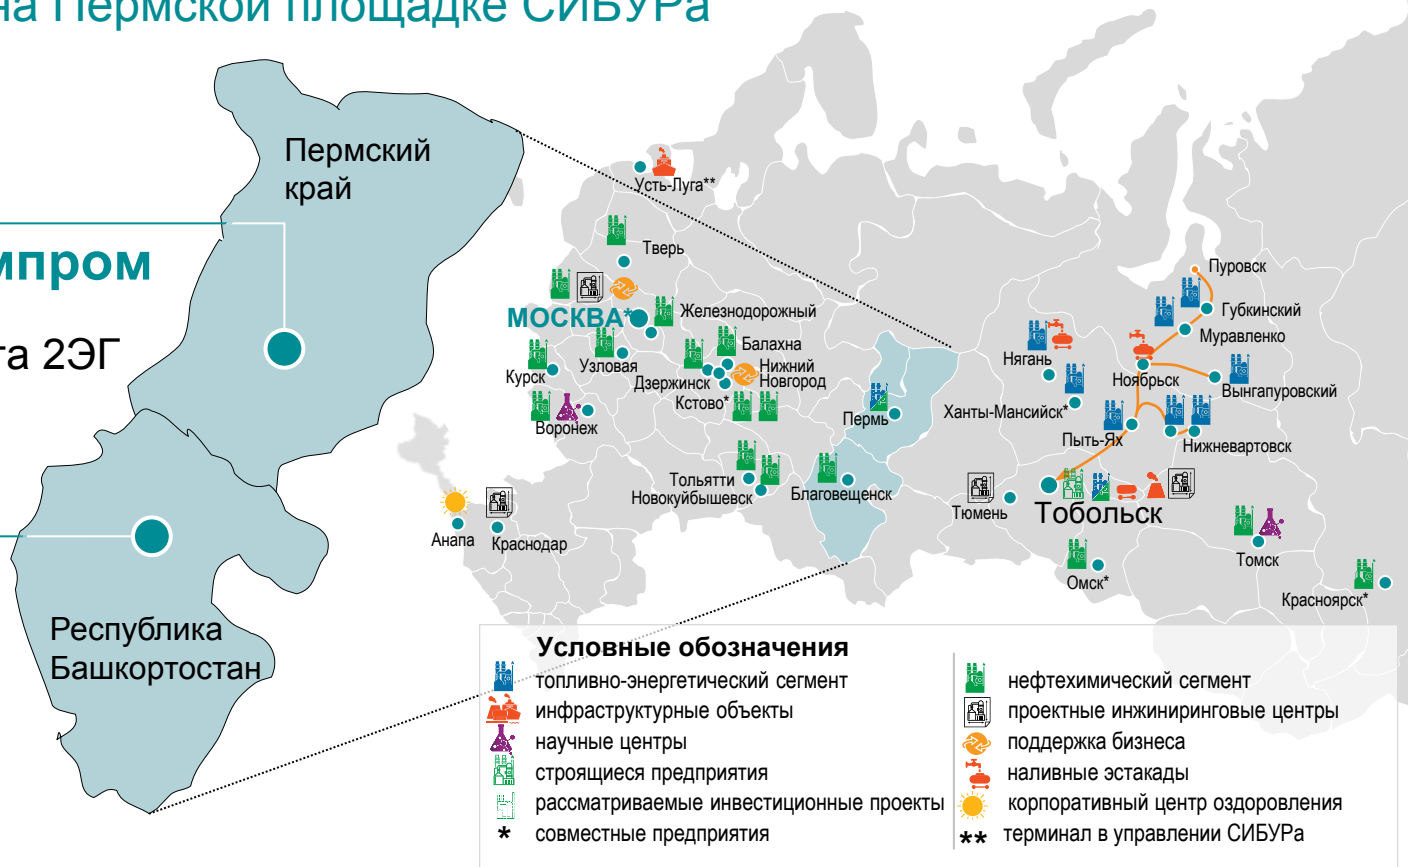 на Пермской площадке СИБУРа
Пермский
край
мпром
та 2ЭГ
Республика
Башкортостан
Усть-Луга**
Тверь
МОСКВА*
Железнодорожный
Балахна
Узловая
Нижний
Новгород
Дзержинск
Кстово*
Курск
Воронеж
Пермь
Тольятти
Новокуйбышевск
Благовещенск
Анапа
Краснодар
Пуровск
Губкинский
Муравленко
Нягань
Ноябрьск
Вынгапуровский
Ханты-Мансийск*
Пыть-Ях
Нижневартовск
Тюмень
Тобольск
Томск
Омск*
Красноярск*
Условные обозначения
топливно-энергетический сегмент
инфраструктурные объекты
научные центры
строящиеся предприятия
рассматриваемые инвестиционные проекты
* совместные предприятия
нефтехимический сегмент
проектные инжиниринговые центры
поддержка бизнеса
наливные эстакады
корпоративный центр оздоровления
** терминал в управлении СИБУРа